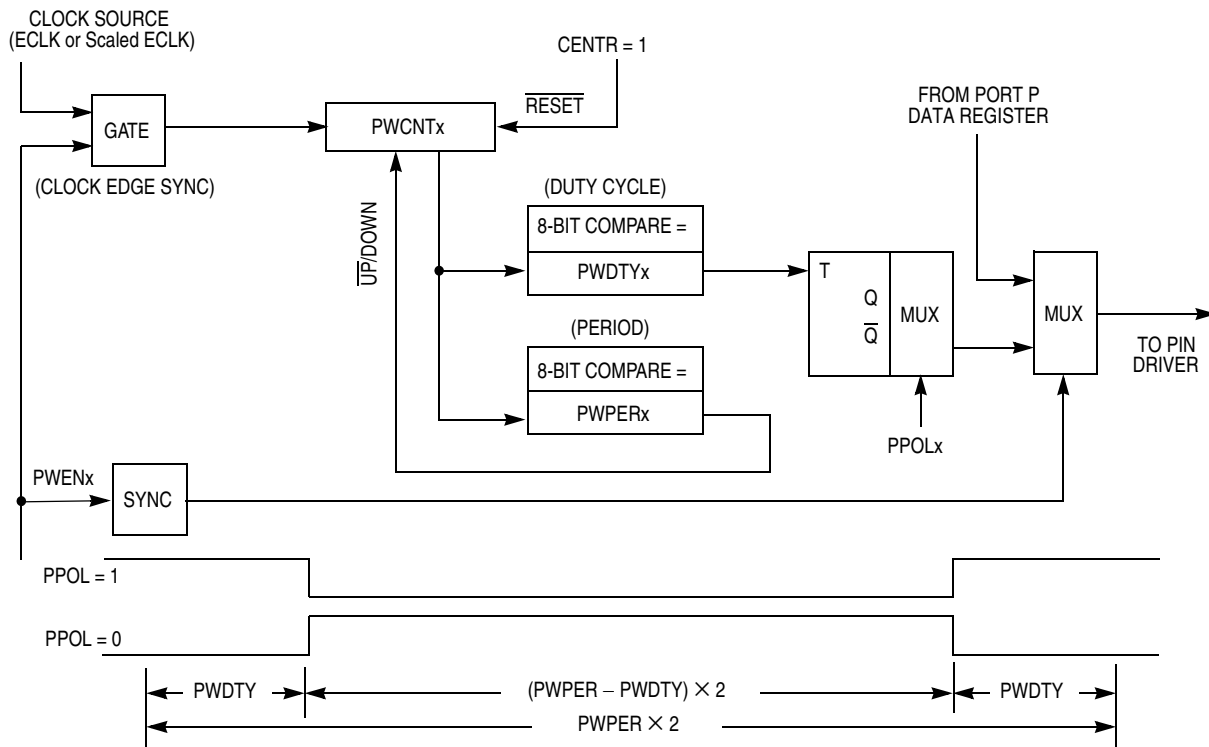 CLOCK SOURCE
(ECLK or Scaled ECLK)
CENTR = 1
RESET
FROM PORT P
DATA REGISTER
GATE
PWCNTx
(CLOCK EDGE SYNC)
UP/DOWN
(DUTY CYCLE)
8-BIT COMPARE =
PWDTYx
T
Q
Q
MUX
MUX
(PERIOD)
8-BIT COMPARE =
PWPERx
TO PIN
DRIVER
PPOLx
PWENx
SYNC
PPOL = 1
PPOL = 0
PWDTY
(PWPER – PWDTY) × 2
PWDTY
PWPER × 2